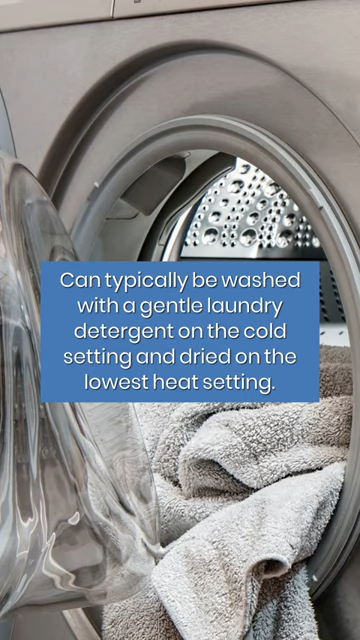 Can typically be washed
with a gentle laundry
detergent on the cold
setting and dried on the
lowest heat setting.